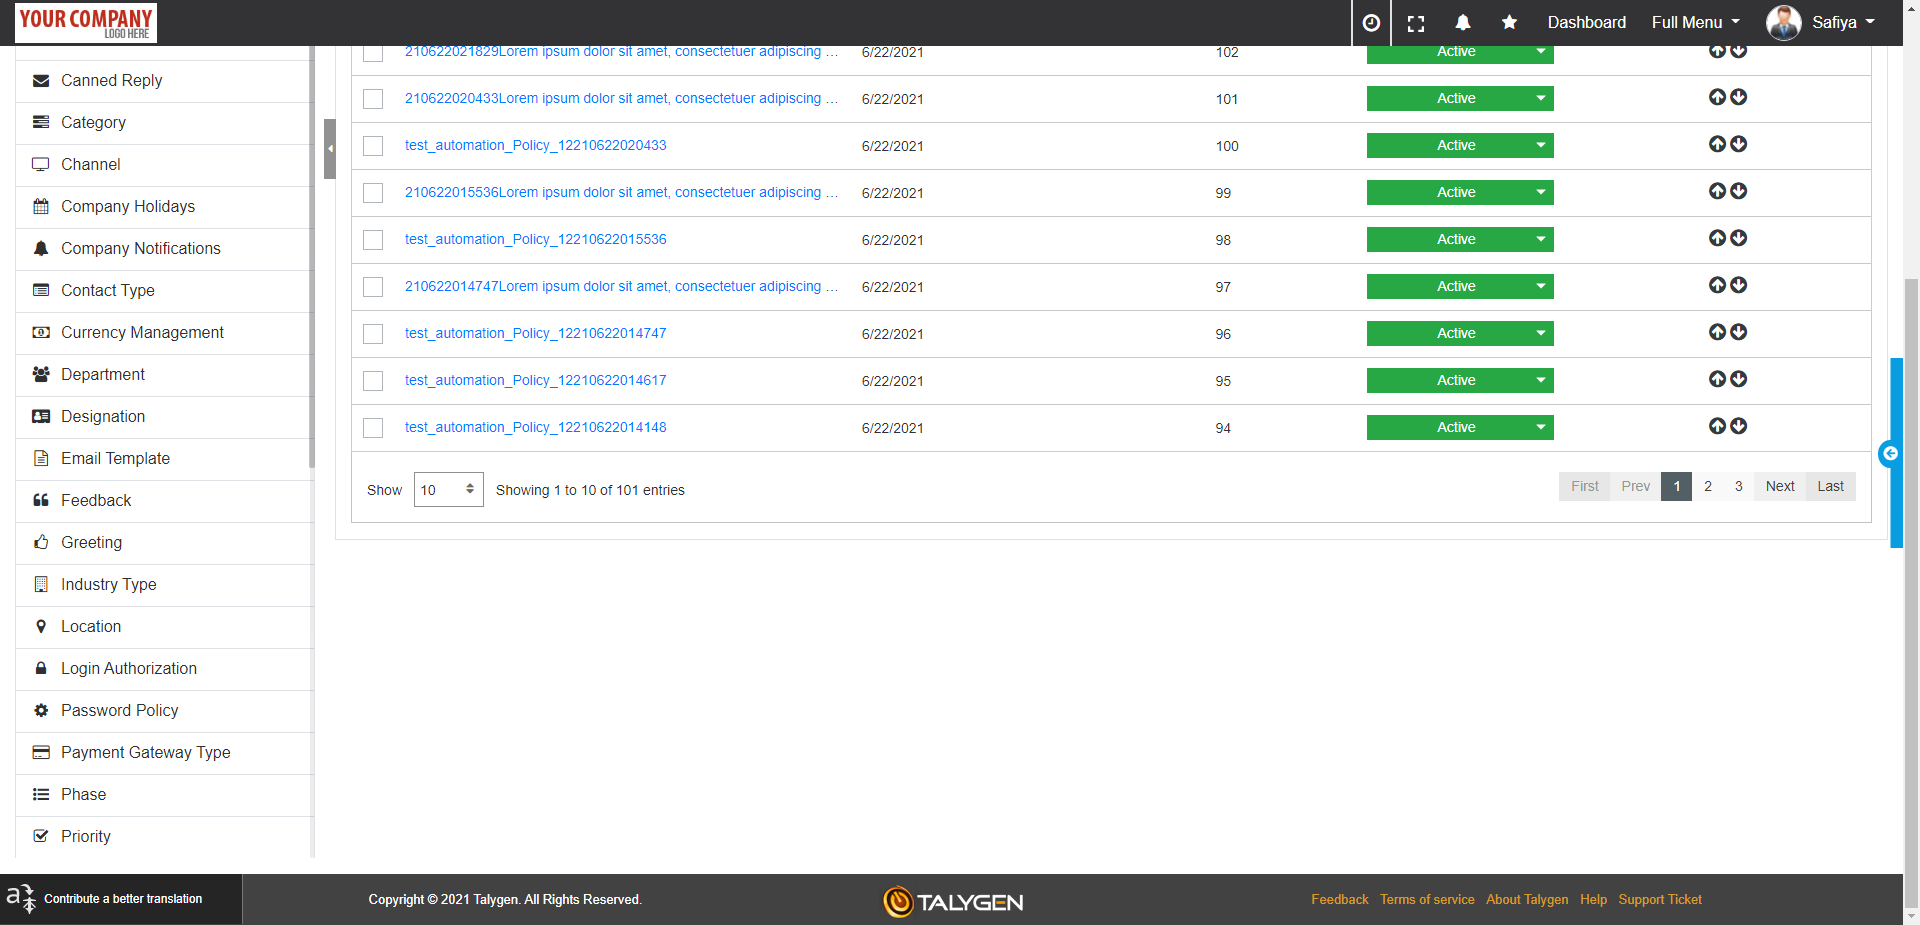 YOUR COMPANY
LOGO HERE
Dashboard
Full Menu
Safiya
Canned Reply
Category
Channel
Company Holidays
Company Notifications
Contact Type
Currency Management
Department
Designation
Email Template
Feedback
Greeting
Industry Type
Location
Login Authorization
Password Policy
Payment Gateway Type
Phase
Priority
210622021829Lorem ipsum dolor sit amet, consectetuer adipiscing ... 6/22/2021 102 Active
210622020433Lorem ipsum dolor sit amet, consectetuer adipiscing ... 6/22/2021 101 Active
test_automation_Policy_12210622020433 6/22/2021 100 Active
210622015536Lorem ipsum dolor sit amet, consectetuer adipiscing ... 6/22/2021 99 Active
test_automation_Policy_12210622015536 6/22/2021 98 Active
210622014747Lorem ipsum dolor sit amet, consectetuer adipiscing ... 6/22/2021 97 Active
test_automation_Policy_12210622014747 6/22/2021 96 Active
test_automation_Policy_12210622014617 6/22/2021 95 Active
test_automation_Policy_12210622014148 6/22/2021 94 Active
Show 10 Showing 1 to 10 of 101 entries First Prev 1 2 3 Next Last
Contribute a better translation
Copyright © 2021 Talygen. All Rights Reserved.
TALYGEN
Feedback Terms of service About Talygen Help Support Ticket